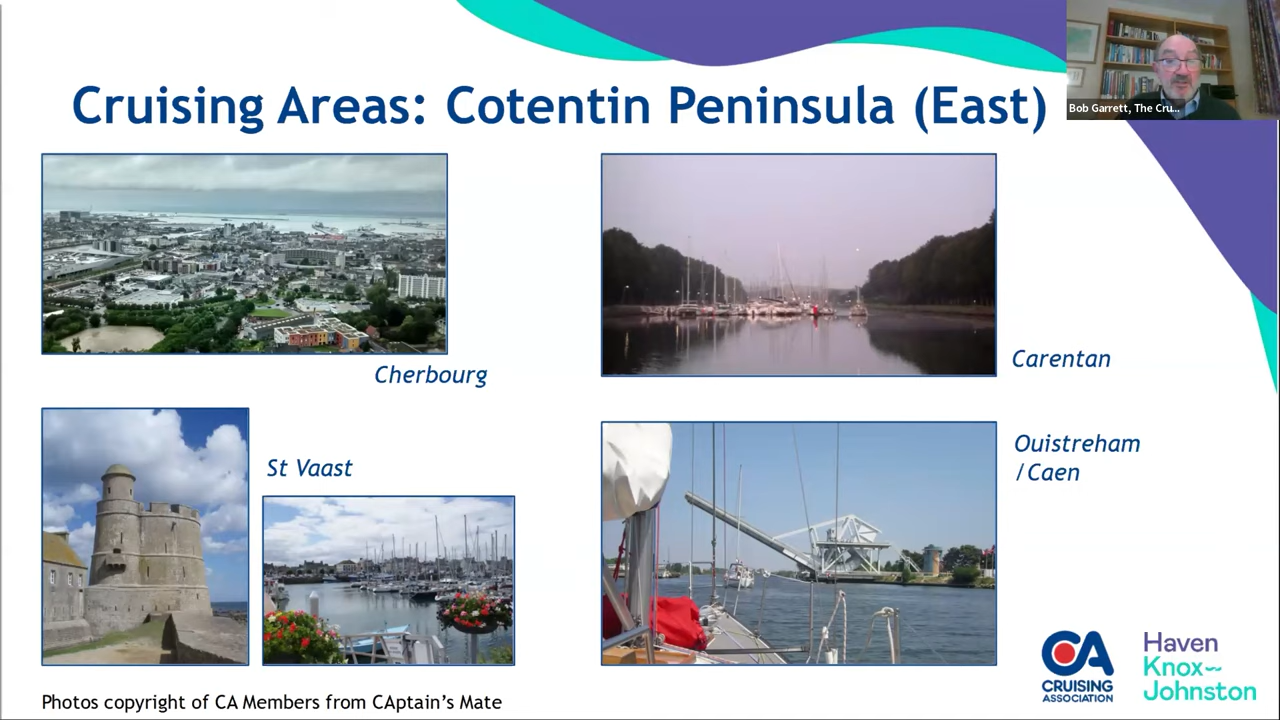 Cruising Areas: Cotentin Peninsula (East)
Bob Garrett, The Cru...
Cherbourg
Carentan
St Vaast
Ouistreham
/Caen
CA
CRUISING
ASSOCIATION
Haven
Knox~
Johnston
Photos copyright of CA Members from CAptain's Mate